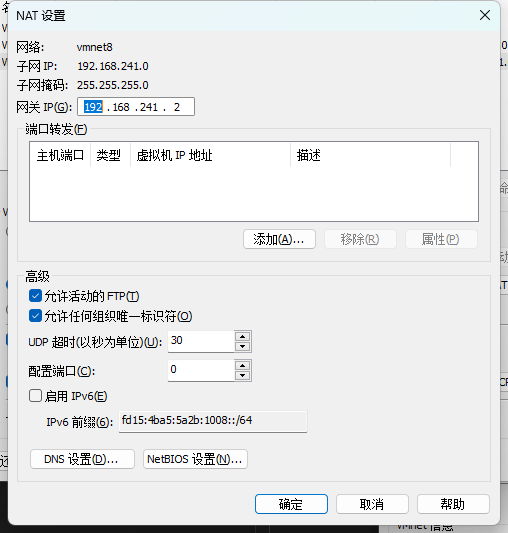 NAT 设置
网络: vmnet8
子网 IP: 192.168.241.0
子网掩码: 255.255.255.0
网关 IP(G): 192 . 168 . 241 . 2
端口转发(F)
主机端口 类型 虚拟机 IP 地址 描述
添加(A)... 移除(R) 属性(P)
高级
允许活动的 FTP(T)
允许任何组织唯一标识符(O)
UDP 超时(以秒为单位)(U): 30
配置端口(C): 0
启用 IPv6(E)
IPv6 前缀(6): fd15:4ba5:5a2b:1008::/64
DNS 设置(D)... NetBIOS 设置(N)...
确定 取消 帮助